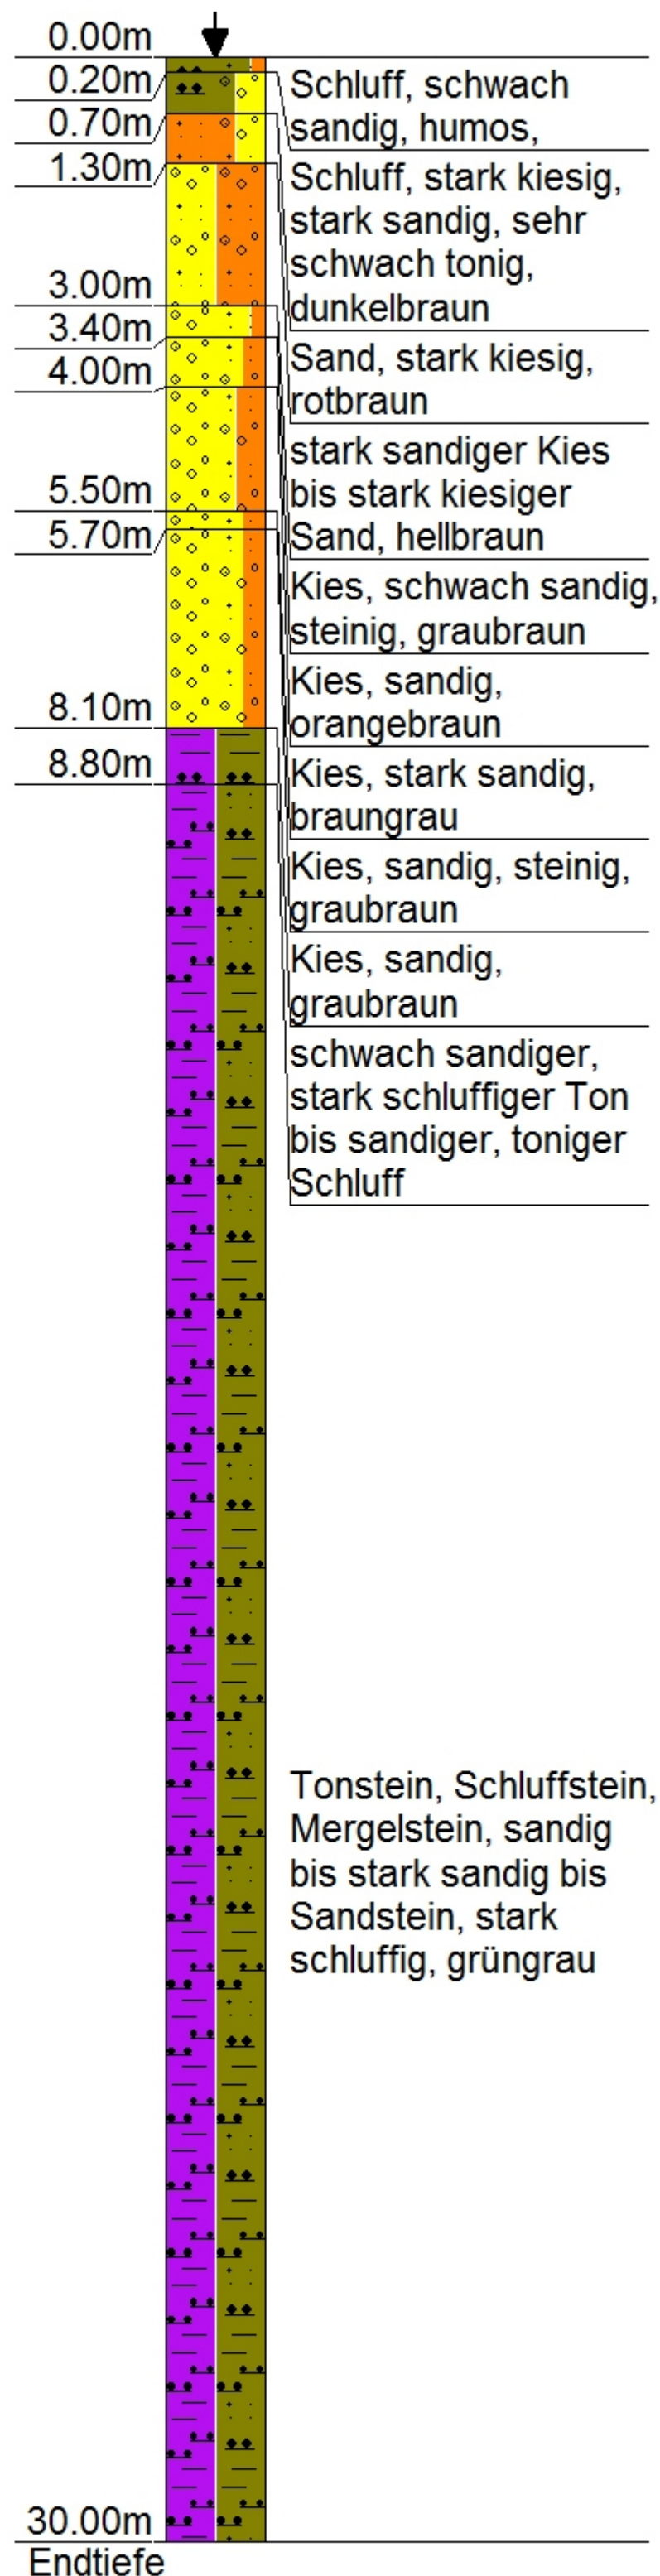 0.00m
0.20m
0.70m
1.30m
3.00m
3.40m
4.00m
5.50m
5.70m
8.10m
8.80m
Schluff, schwach
sandig, humos,
Schluff, stark kiesig,
stark sandig, sehr
schwach tonig,
dunkelbraun
Sand, stark kiesig,
rotbraun
stark sandiger Kies
bis stark kiesiger
Sand, hellbraun
Kies, schwach sandig,
steinig, graubraun
Kies, sandig,
orangebraun
Kies, stark sandig,
braungrau
Kies, sandig, steinig,
graubraun
Kies, sandig,
graubraun
schwach sandiger,
stark schluffiger Ton
bis sandiger, toniger
Schluff
Tonstein, Schluffstein,
Mergelstein, sandig
bis stark sandig bis
Sandstein, stark
schluffig, grüngrau
30.00m
Endtiefe